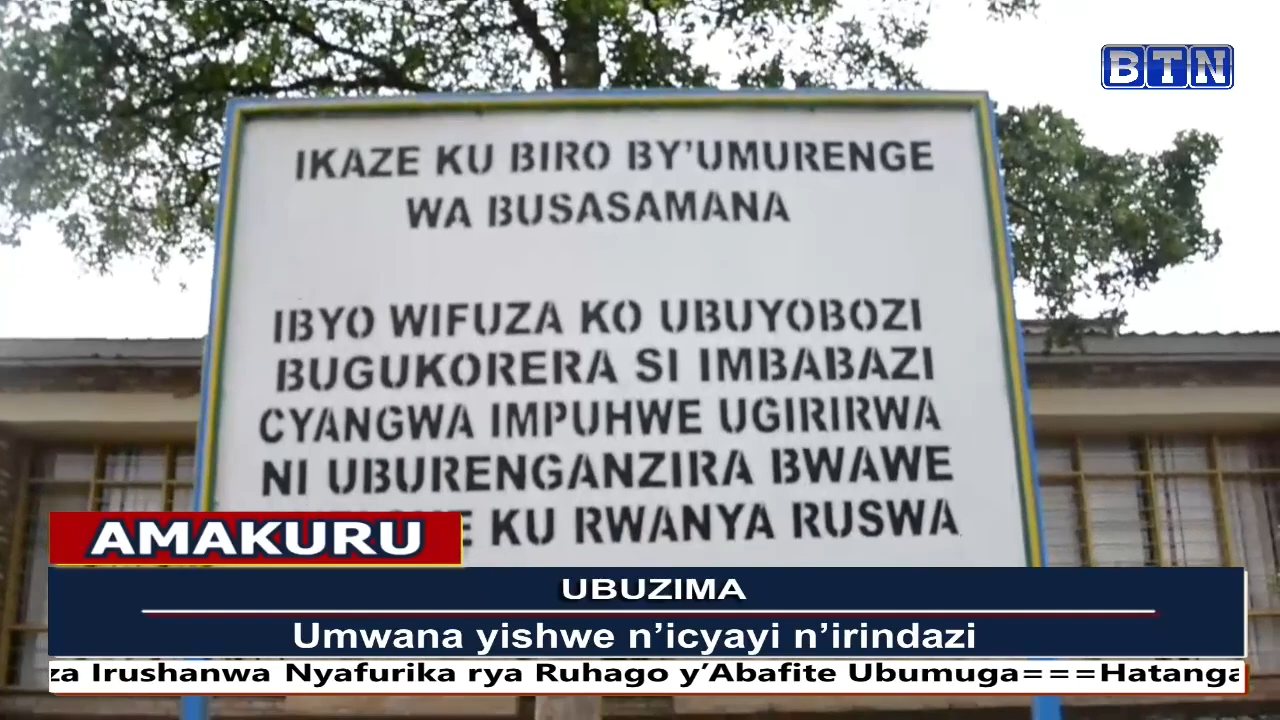 BTN
IKAZE KU BIRO BY'UMURENGE
WA BUSASAMANA
IBYO WIFUZA KO UBUYOBOZI
BUGUKORERA SI IMBABAZI
CYANGWA IMPUHWE UGIRIRWA
NI UBURENGANZIRA BWAWE
KU RWANYA RUSWA
AMAKURU
UBUZIMA
Umwana yishwe n'icyayi n'irindazi
Irushanwa Nyafurika rya Ruhago y'Abafite Ubumuga===Hatanga